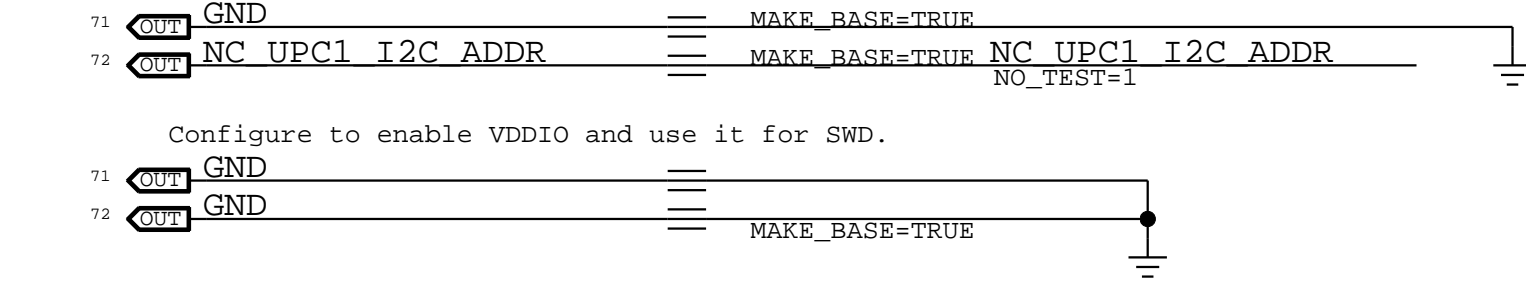 71 OUT GND MAKE_BASE=TRUE
72 OUT NC_UPC1_I2C_ADDR MAKE_BASE=TRUE NC_UPC1_I2C_ADDR
NO_TEST=1
Configure to enable VDDIO and use it for SWD.
71 OUT GND
72 OUT GND
MAKE_BASE=TRUE